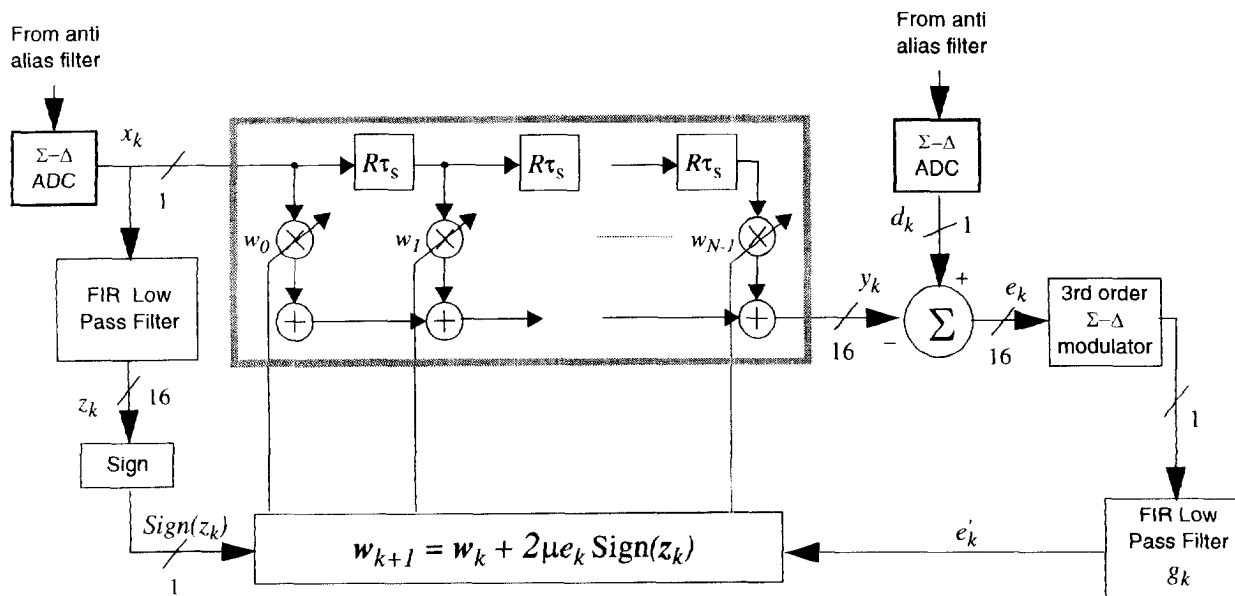 From anti
alias filter
Σ–Δ
ADC
x_k
1
Rτ_s
Rτ_s
Rτ_s
w_0
w_1
w_{N-1}
FIR Low
Pass Filter
z_k
16
Sign
Sign(z_k)
1
w_{k+1} = w_k + 2μe_k Sign(z_k)
y_k
16
From anti
alias filter
Σ–Δ
ADC
d_k
1
+
−
Σ
e_k
16
3rd order
Σ–Δ
modulator
1
FIR Low
Pass Filter
g_k
e'_k